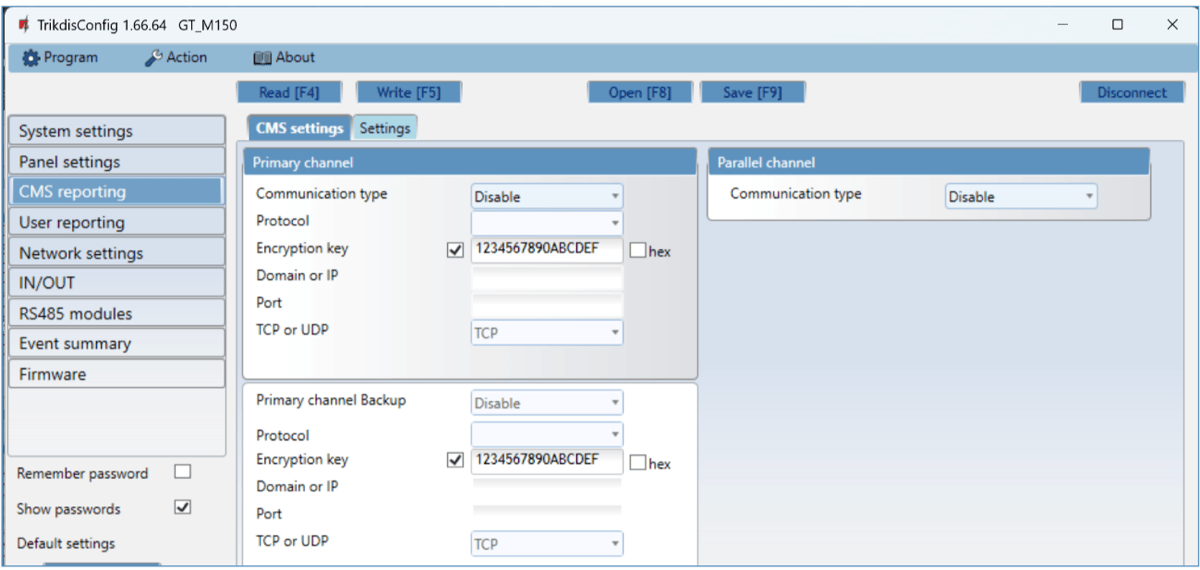 TrikdisConfig 1.66.64 GT_M150
Program Action About
Read [F4] Write [F5] Open [F8] Save [F9] Disconnect
System settings
Panel settings
CMS reporting
User reporting
Network settings
IN/OUT
RS485 modules
Event summary
Firmware
Remember password
Show passwords
Default settings
CMS settings Settings
Primary channel
Communication type Disable
Protocol
Encryption key 1234567890ABCDEF hex
Domain or IP
Port
TCP or UDP TCP
Primary channel Backup Disable
Protocol
Encryption key 1234567890ABCDEF hex
Domain or IP
Port
TCP or UDP TCP
Parallel channel
Communication type Disable